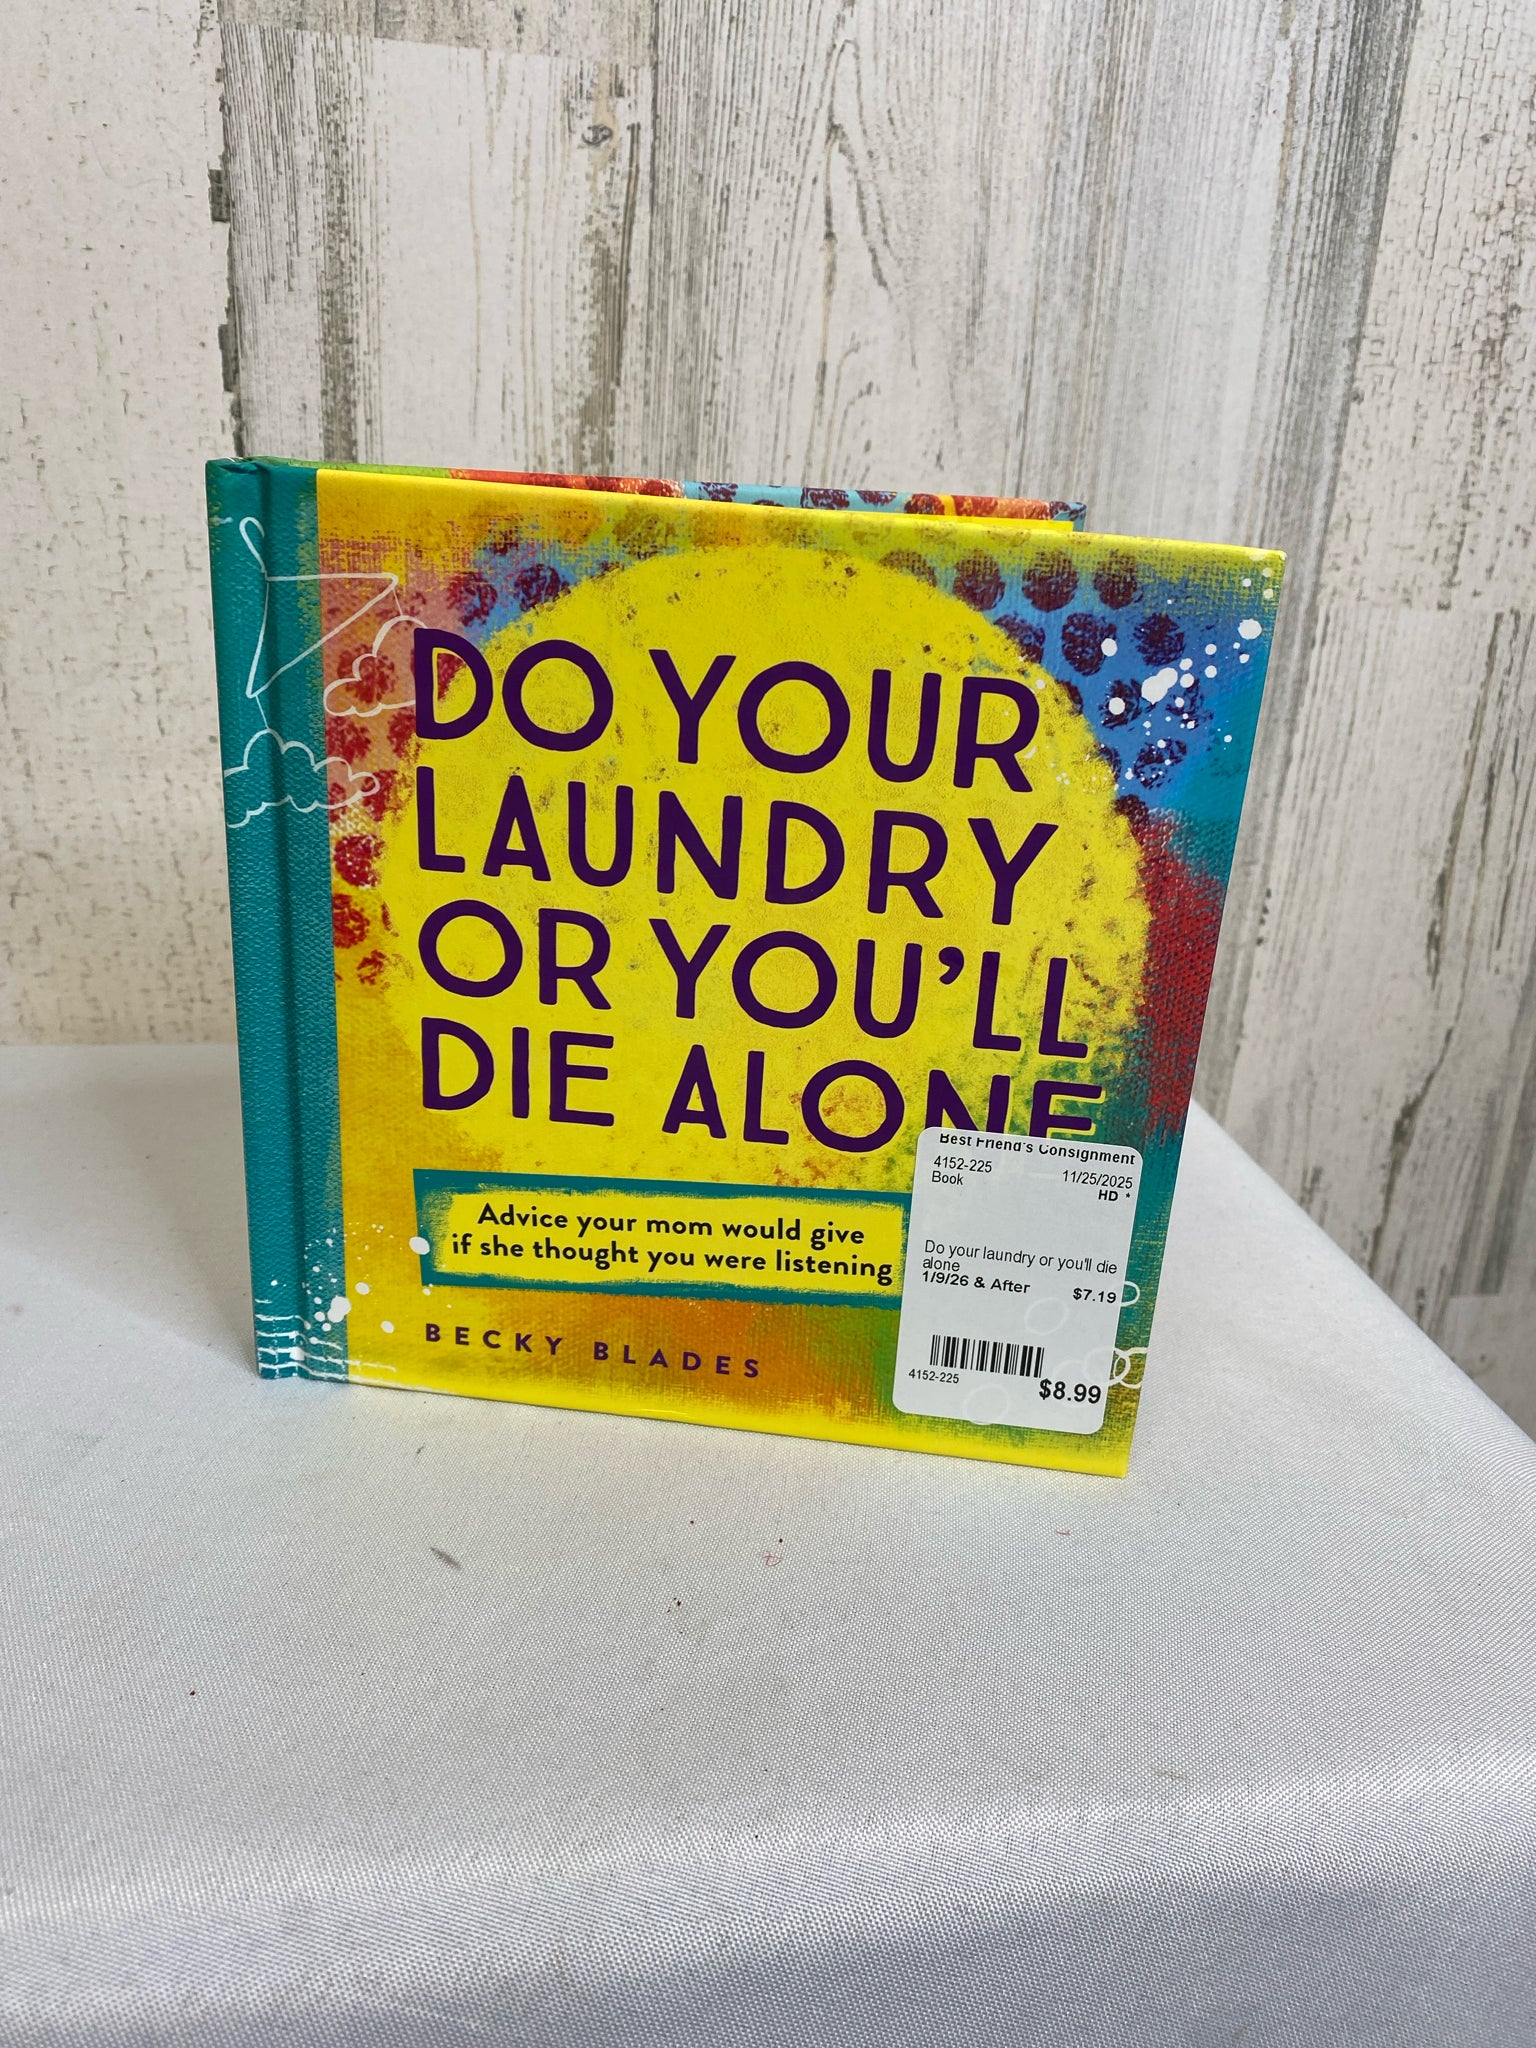 DO YOUR
LAUNDRY
OR YOU'LL
DIE ALONE
Advice your mom would give
if she thought you were listening
BECKY BLADES
Best Friend's Consignment
4152-225 11/25/2025
Book HD *
Do your laundry or you'll die
alone
1/9/26 & After $7.19
4152-225 $8.99